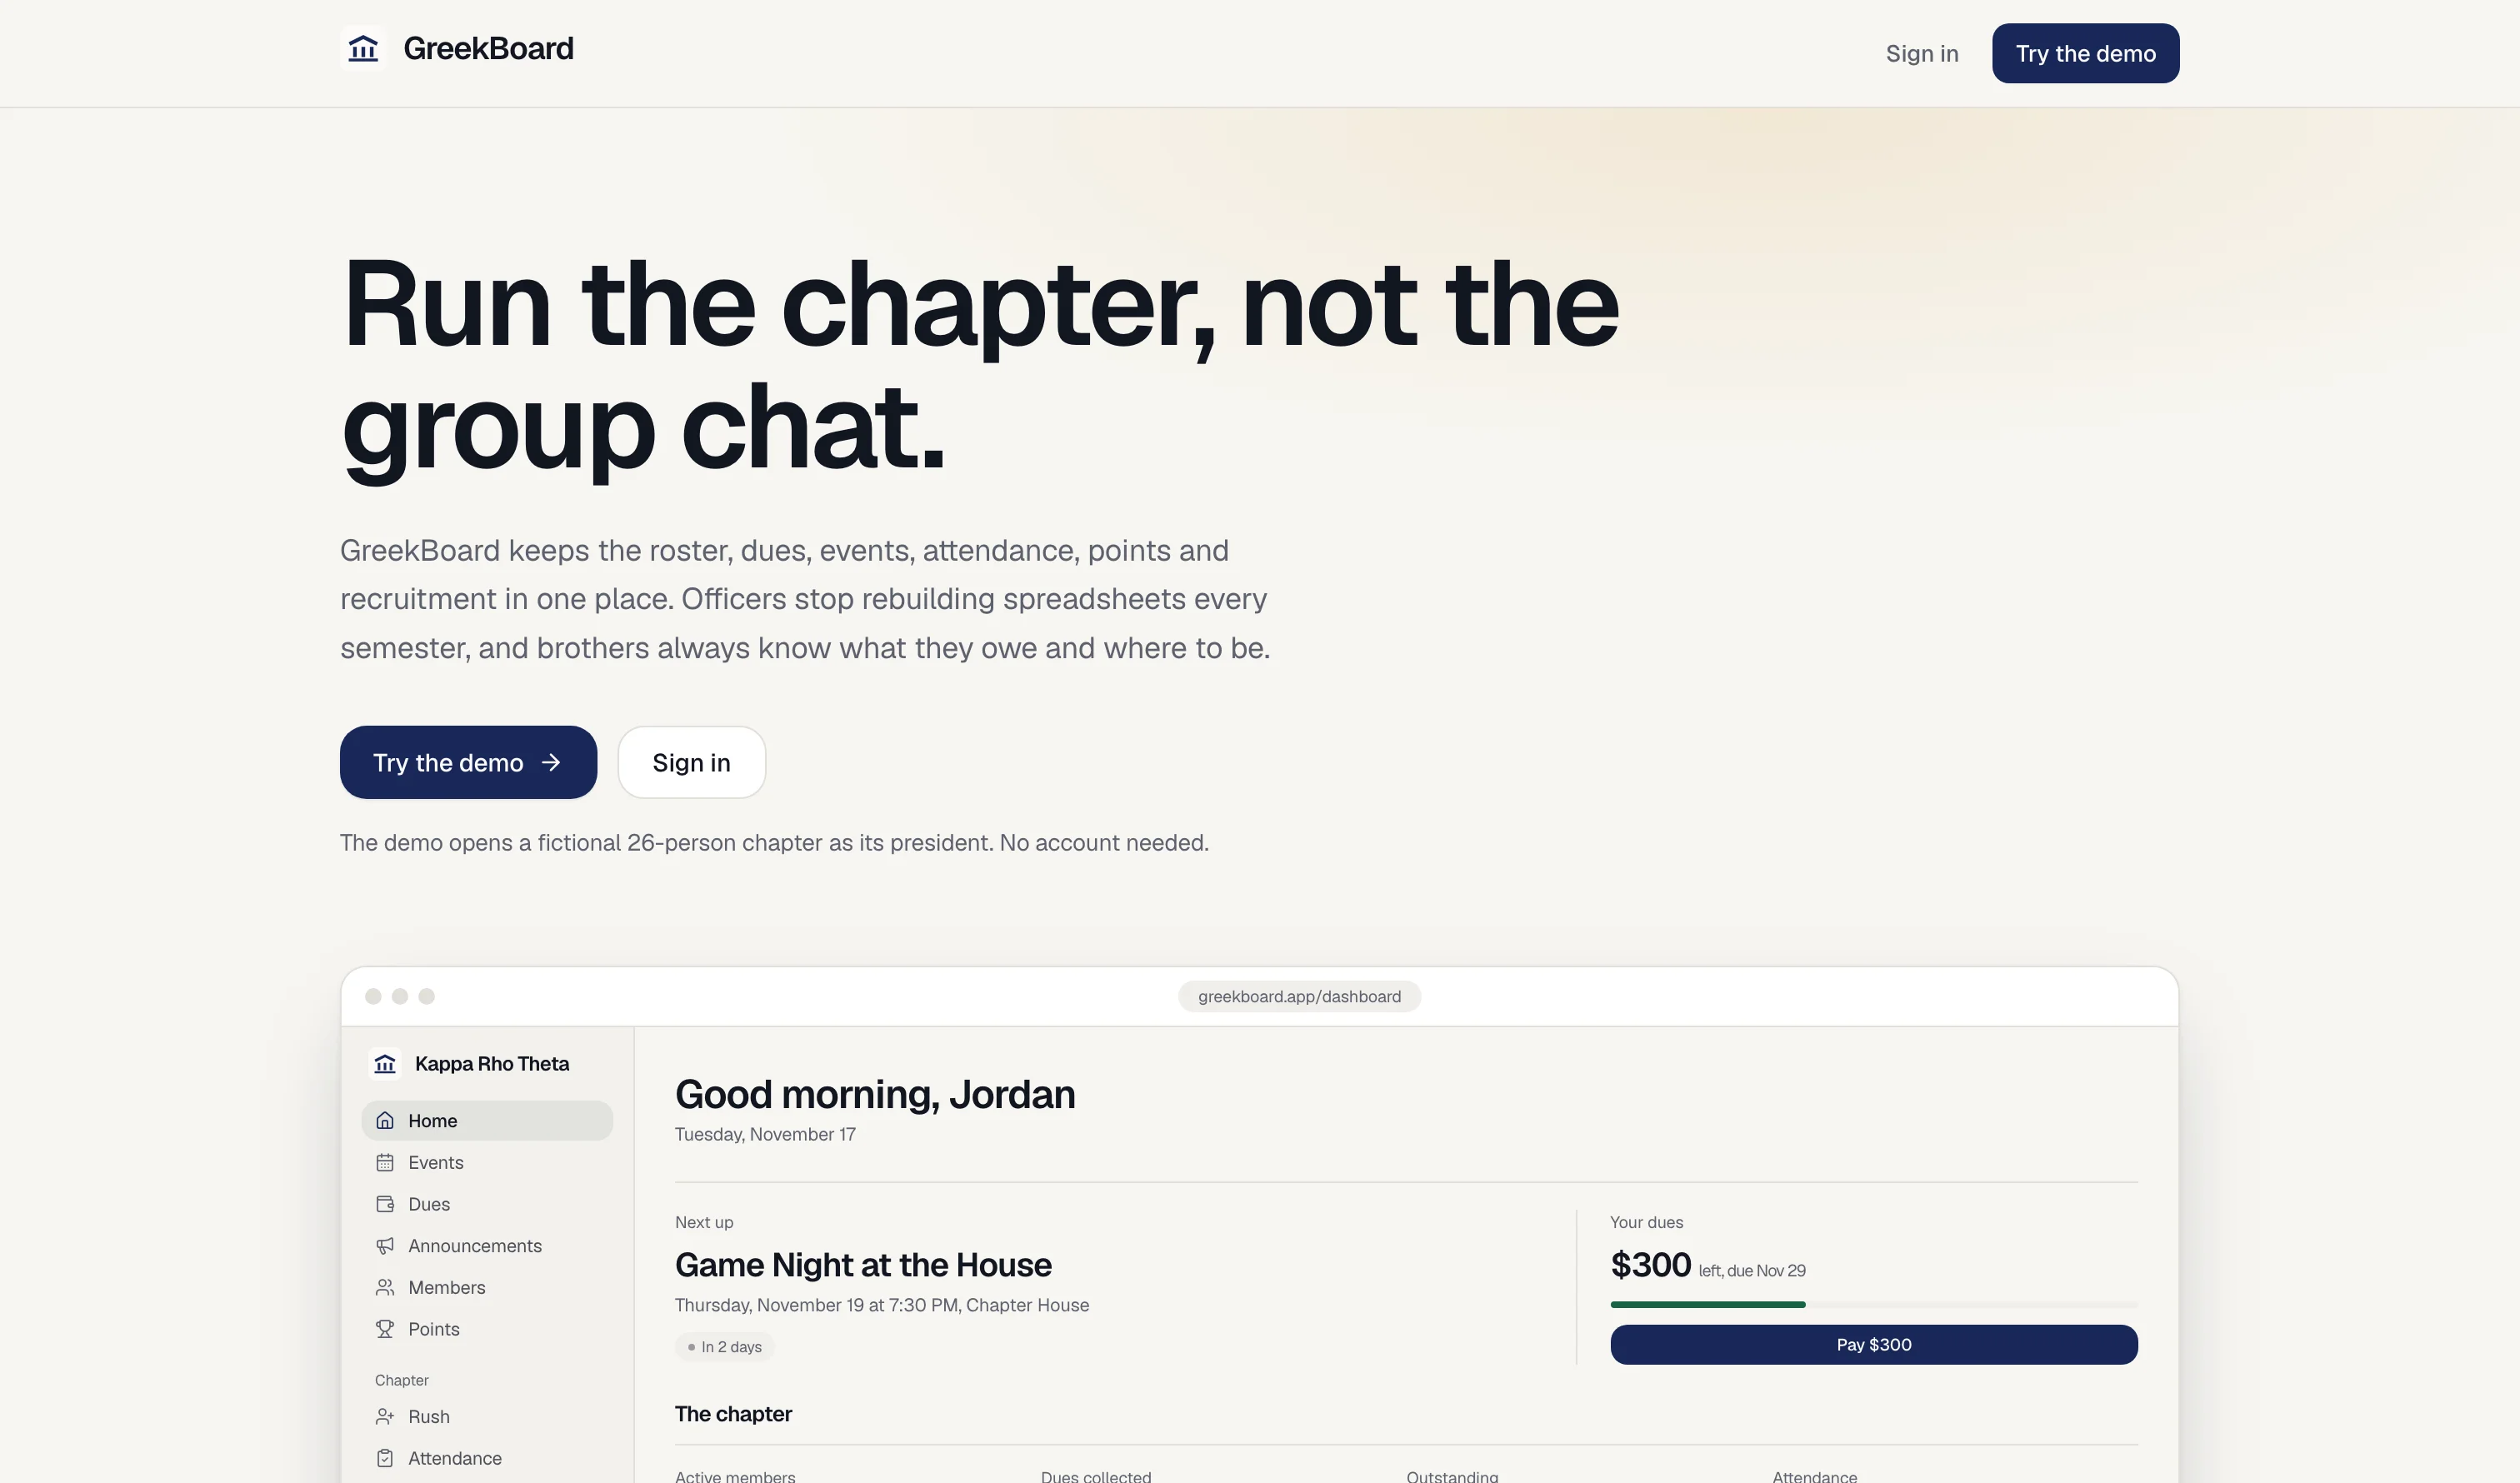 GreekBoard
Sign in
Try the demo
Run the chapter, not the
group chat.
GreekBoard keeps the roster, dues, events, attendance, points and
recruitment in one place. Officers stop rebuilding spreadsheets every
semester, and brothers always know what they owe and where to be.
Try the demo →
Sign in
The demo opens a fictional 26-person chapter as its president. No account needed.
greekboard.app/dashboard
Kappa Rho Theta
Home
Events
Dues
Announcements
Members
Points
Chapter
Rush
Attendance
Good morning, Jordan
Tuesday, November 17
Next up
Game Night at the House
Thursday, November 19 at 7:30 PM, Chapter House
In 2 days
Your dues
$300 left, due Nov 29
Pay $300
The chapter
Active members
Dues collected
Outstanding
Attendance